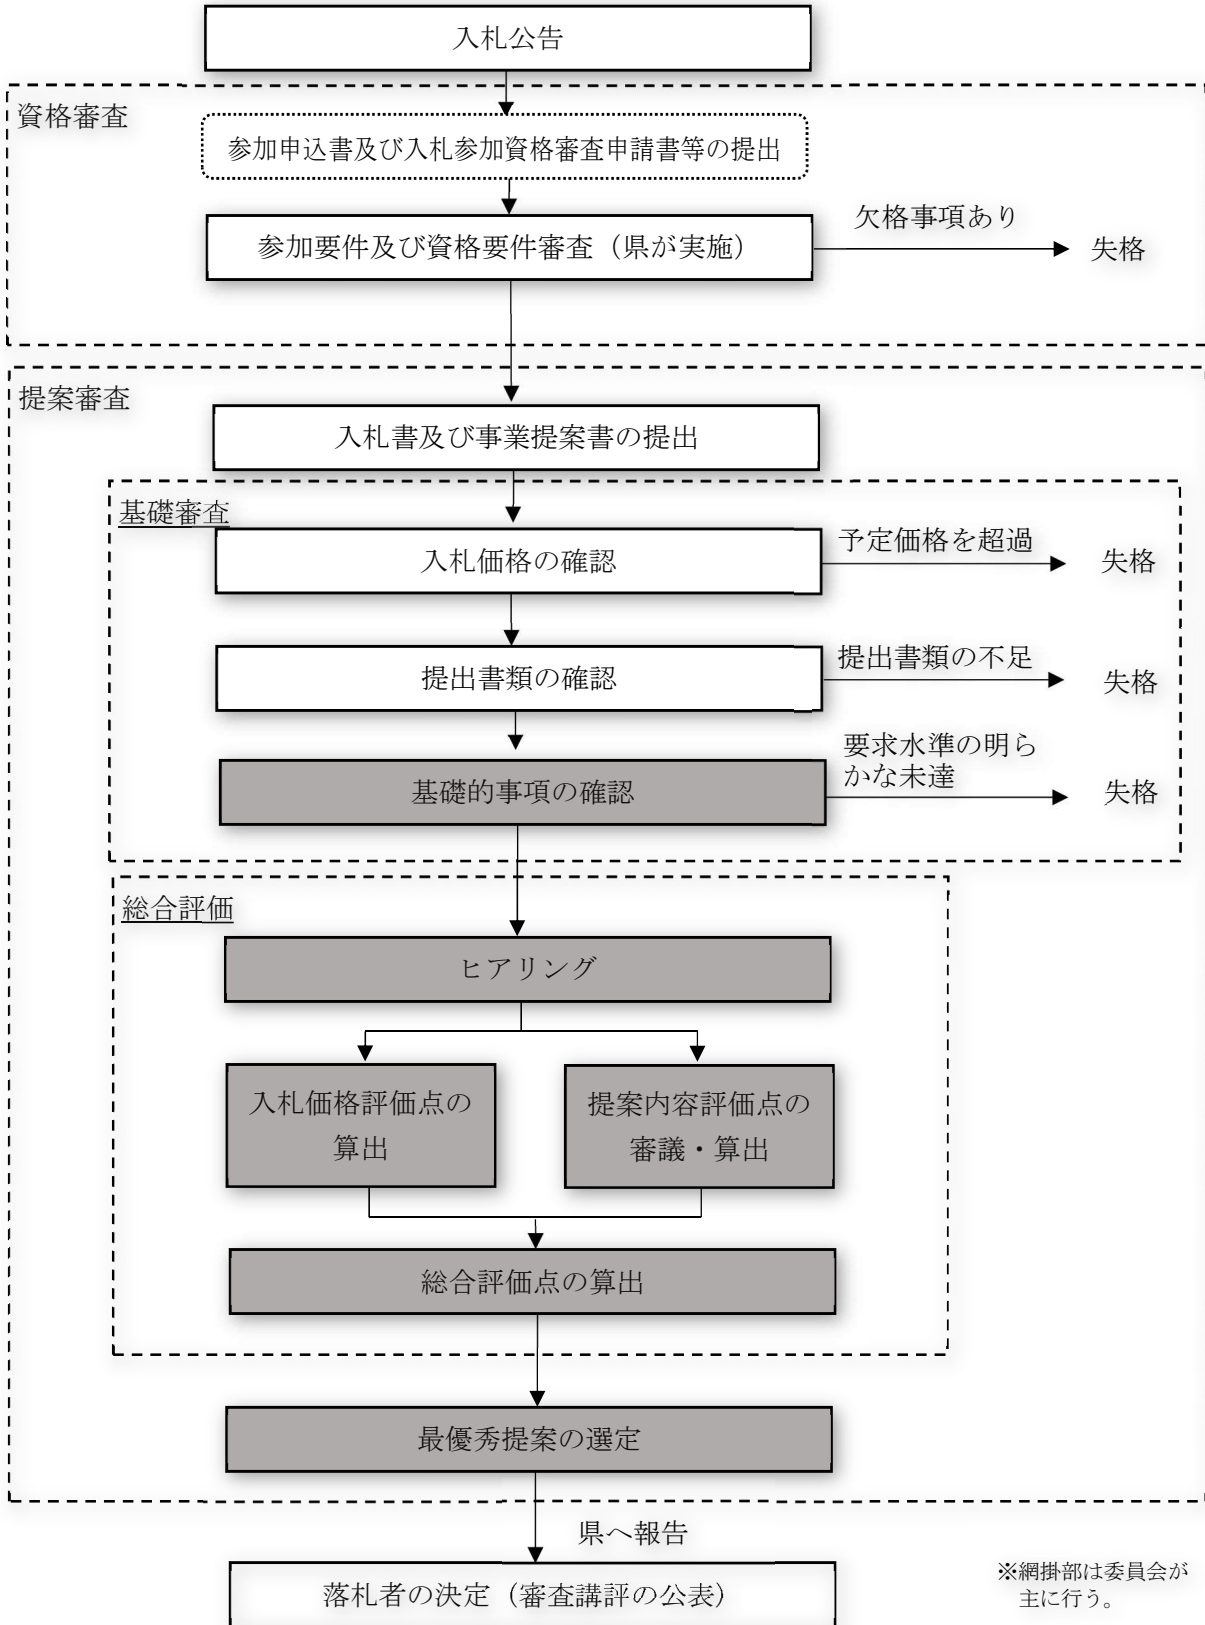 入札公告
資格審査
参加申込書及び入札参加資格審査申請書等の提出
参加要件及び資格要件審査（県が実施）
欠格事項あり
失格
提案審査
入札書及び事業提案書の提出
基礎審査
入札価格の確認
予定価格を超過
失格
提出書類の確認
提出書類の不足
失格
基礎的事項の確認
要求水準の明ら
かな未達
失格
総合評価
ヒアリング
入札価格評価点の
算出
提案内容評価点の
審議・算出
総合評価点の算出
最優秀提案の選定
県へ報告
落札者の決定（審査講評の公表）
※網掛部は委員会が
主に行う。